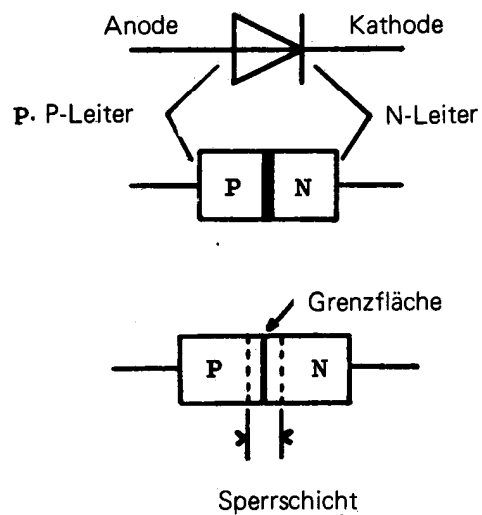 Anode Kathode
P. P-Leiter N-Leiter
P N
Grenzfläche
P N
Sperrschicht